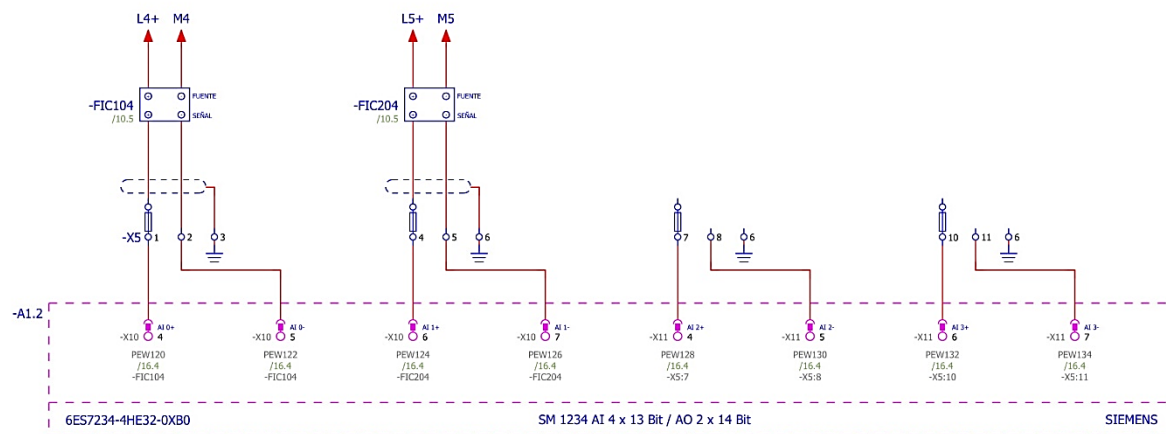 L4+ M4 L5+ M5
FUENTE FUENTE
-FIC104 -FIC204
/10.5 SEÑAL /10.5 SEÑAL
-X5 1 2 3 4 5 6 7 8 6 10 11 6
-A1.2
AI 0+ AI 0- AI 1+ AI 1- AI 2+ AI 2- AI 3+ AI 3-
-X10 4 -X10 5 -X10 6 -X10 7 -X11 4 -X11 5 -X11 6 -X11 7
PEW120 PEW122 PEW124 PEW126 PEW128 PEW130 PEW132 PEW134
/16.4 /16.4 /16.4 /16.4 /16.4 /16.4 /16.4 /16.4
-FIC104 -FIC104 -FIC204 -FIC204 -X5:7 -X5:8 -X5:10 -X5:11
6ES7234-4HE32-0XB0 SM 1234 AI 4 x 13 Bit / AO 2 x 14 Bit SIEMENS